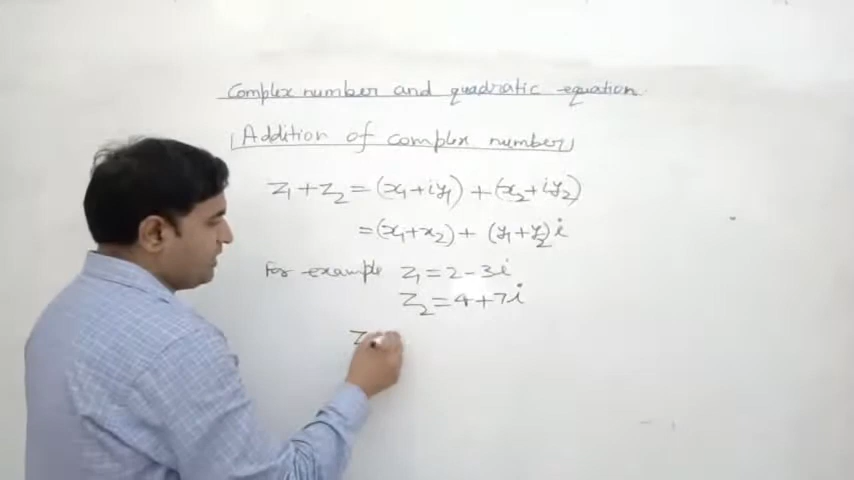 Complex number and quadratic equation
Addition of complex number
Z₁+Z₂ = (x₁+iy₁) + (x₂+iy₂)
= (x₁+x₂) + (y₁+y₂)i
For example Z₁ = 2-3i
Z₂ = 4+7i
Z